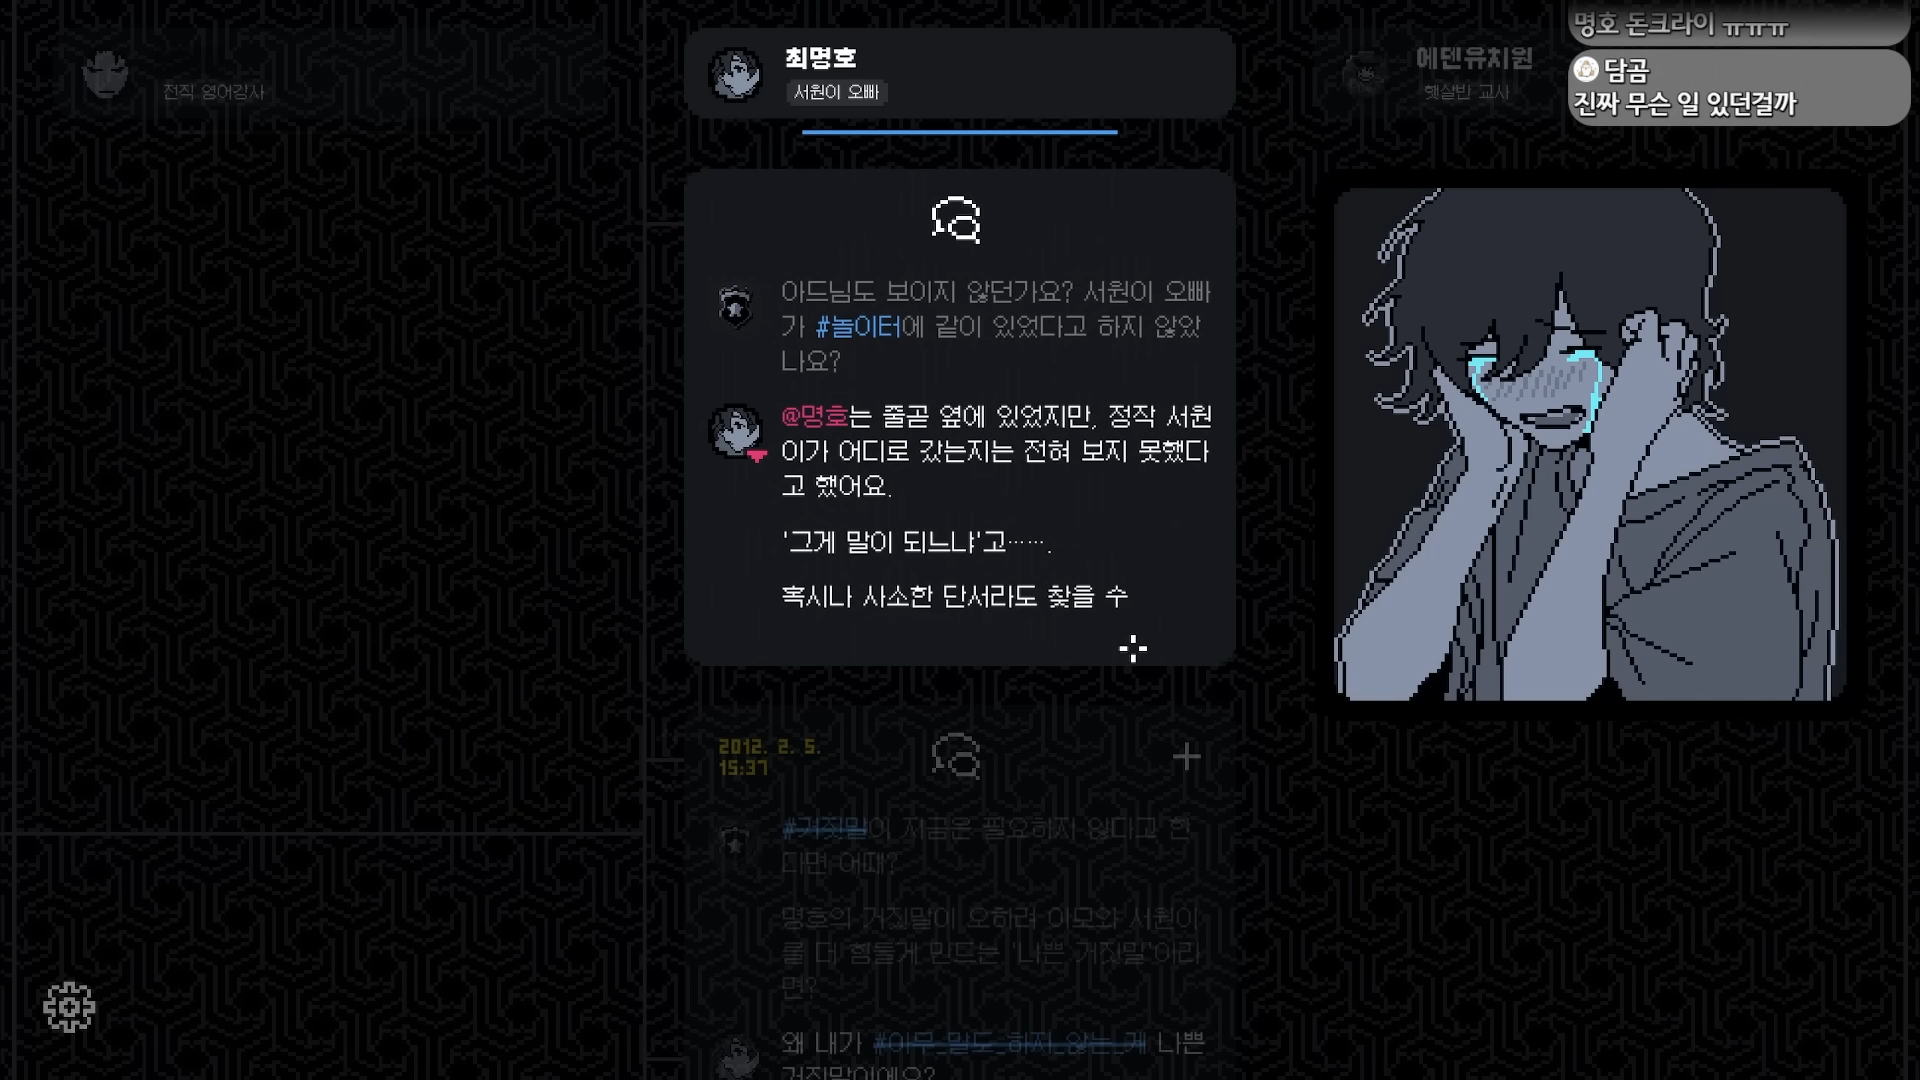 전직 영어강사
최명호
서원이 오빠
에덴유치원
햇살반 교사
명호 돈크라이 ㅠㅠㅠ
담곰
진짜 무슨 일 있던걸까
아드님도 보이지 않던가요? 서원이 오빠
가 #놀이터에 같이 있었다고 하지 않았
나요?
@명호는 줄곧 옆에 있었지만, 정작 서원
이가 어디로 갔는지는 전혀 보지 못했다
고 했어요.
'그게 말이 되느냐'고…….
혹시나 사소한 단서라도 찾을 수
2012. 2. 5.
15:37
#거짓말이 지금은 필요하지 않다고 한
다면 어때?
명호의 거짓말이 오히려 이모와 서원이
를 더 힘들게 만드는 '나쁜 거짓말'이라
면?
왜 내가 #아무_말도_하지_않는_게 나쁜
거짓말이에요?